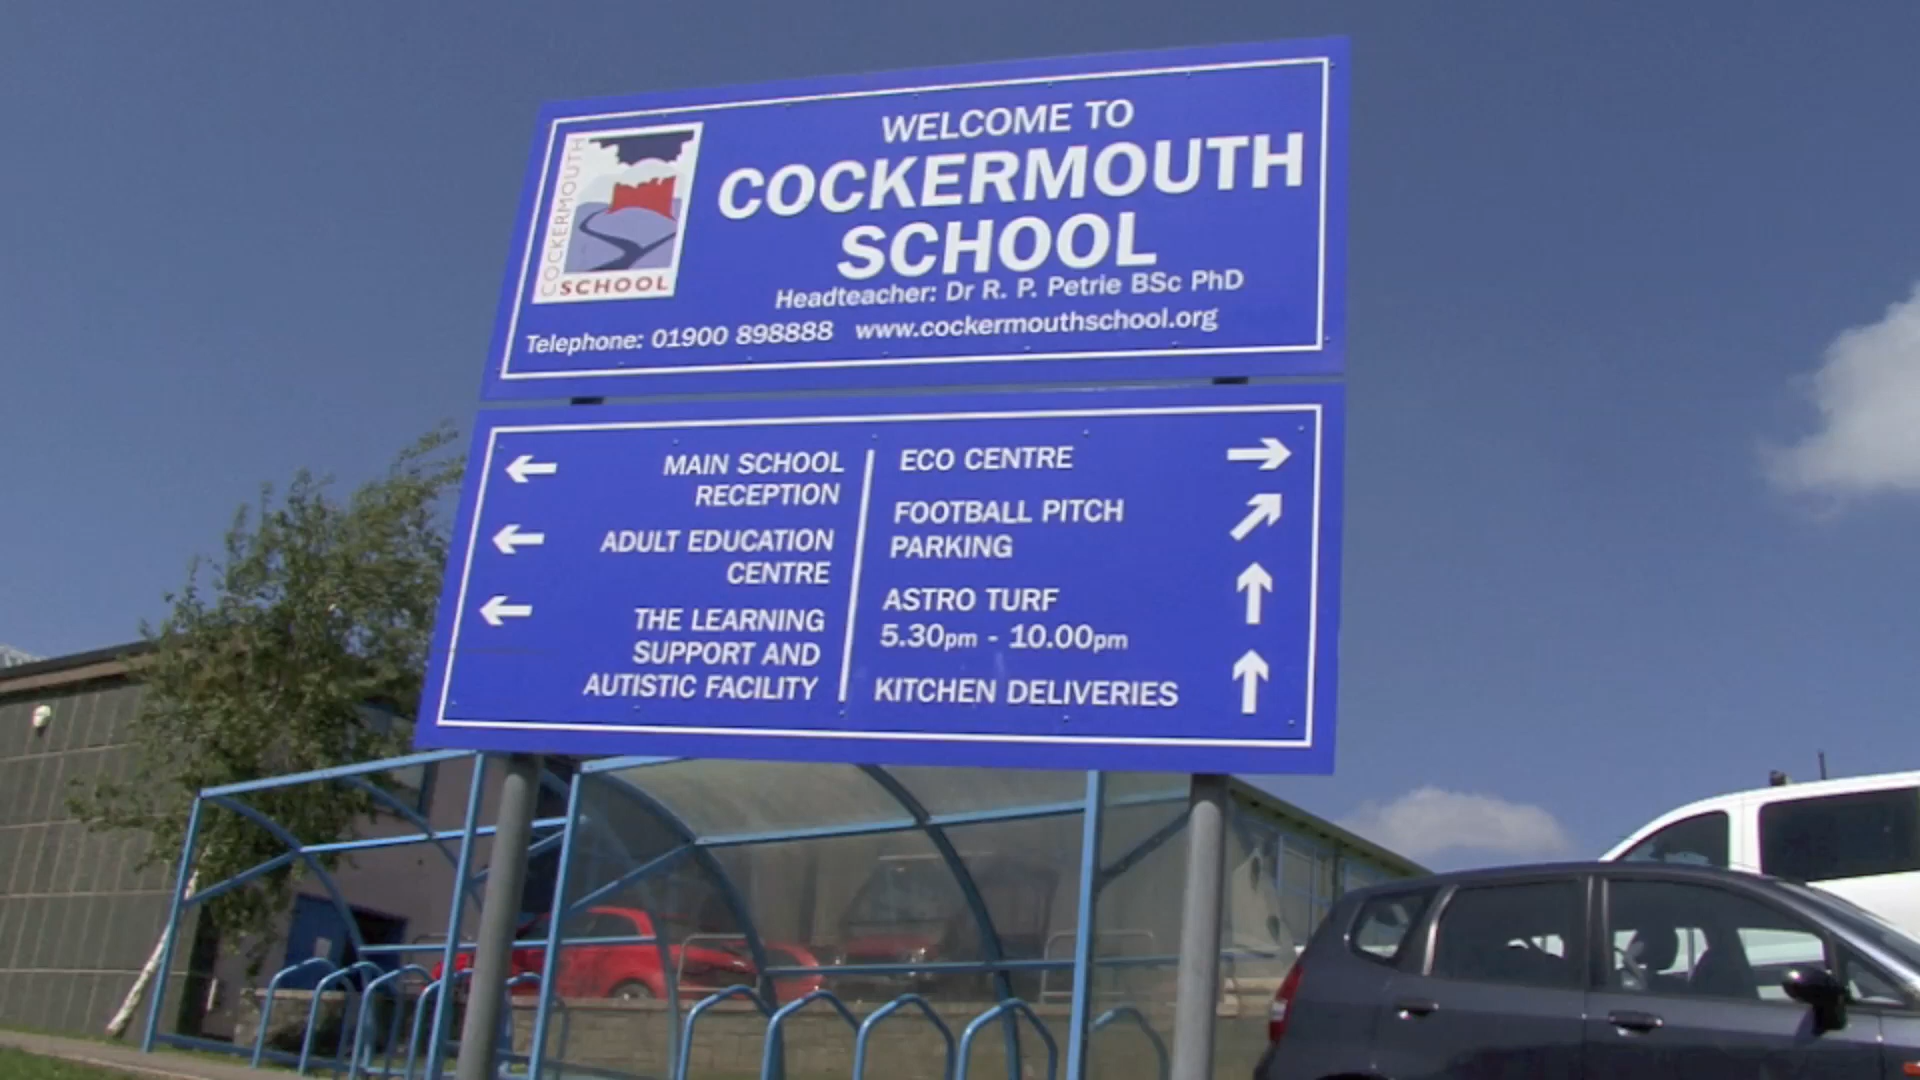 WELCOME TO
COCKERMOUTH
SCHOOL
Headteacher: Dr R. P. Petrie BSc PhD
Telephone: 01900 898888 www.cockermouthschool.org
COCKERMOUTH
SCHOOL
MAIN SCHOOL
RECEPTION
ADULT EDUCATION
CENTRE
THE LEARNING
SUPPORT AND
AUTISTIC FACILITY
ECO CENTRE
FOOTBALL PITCH
PARKING
ASTRO TURF
5.30pm - 10.00pm
KITCHEN DELIVERIES